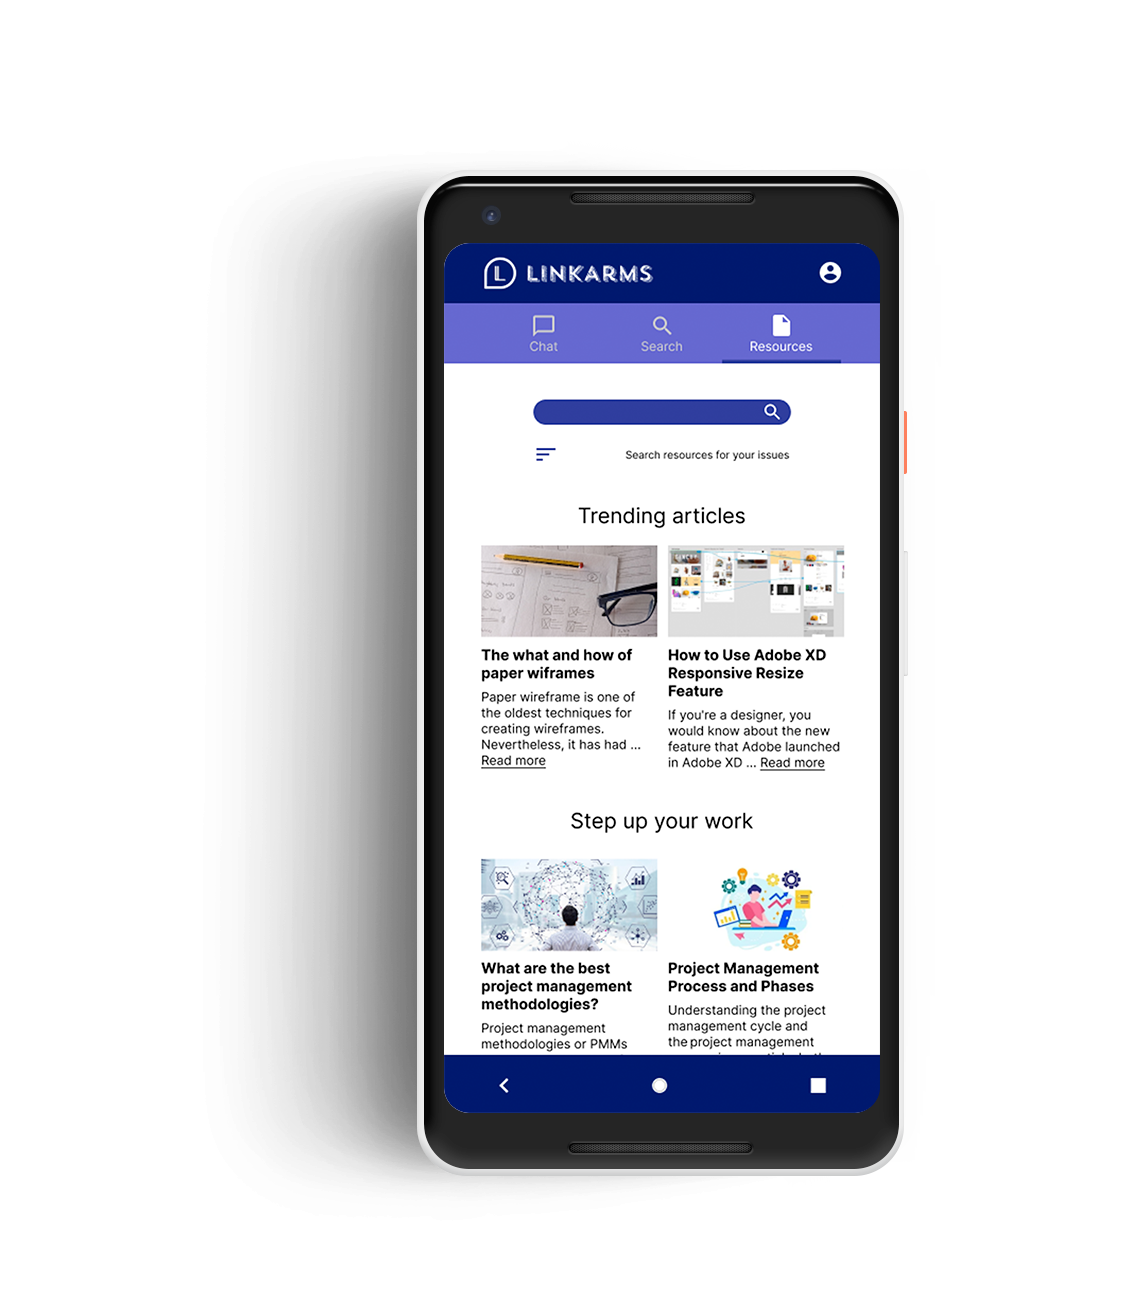 L LINKARMS
Chat Search Resources
Search resources for your issues
Trending articles
The what and how of
paper wiframes
Paper wireframe is one of
the oldest techniques for
creating wireframes.
Nevertheless, it has had ...
Read more
How to Use Adobe XD
Responsive Resize
Feature
If you're a designer, you
would know about the new
feature that Adobe launched
in Adobe XD ... Read more
Step up your work
What are the best
project management
methodologies?
Project management
methodologies or PMMs
Project Management
Process and Phases
Understanding the project
management cycle and
the project management